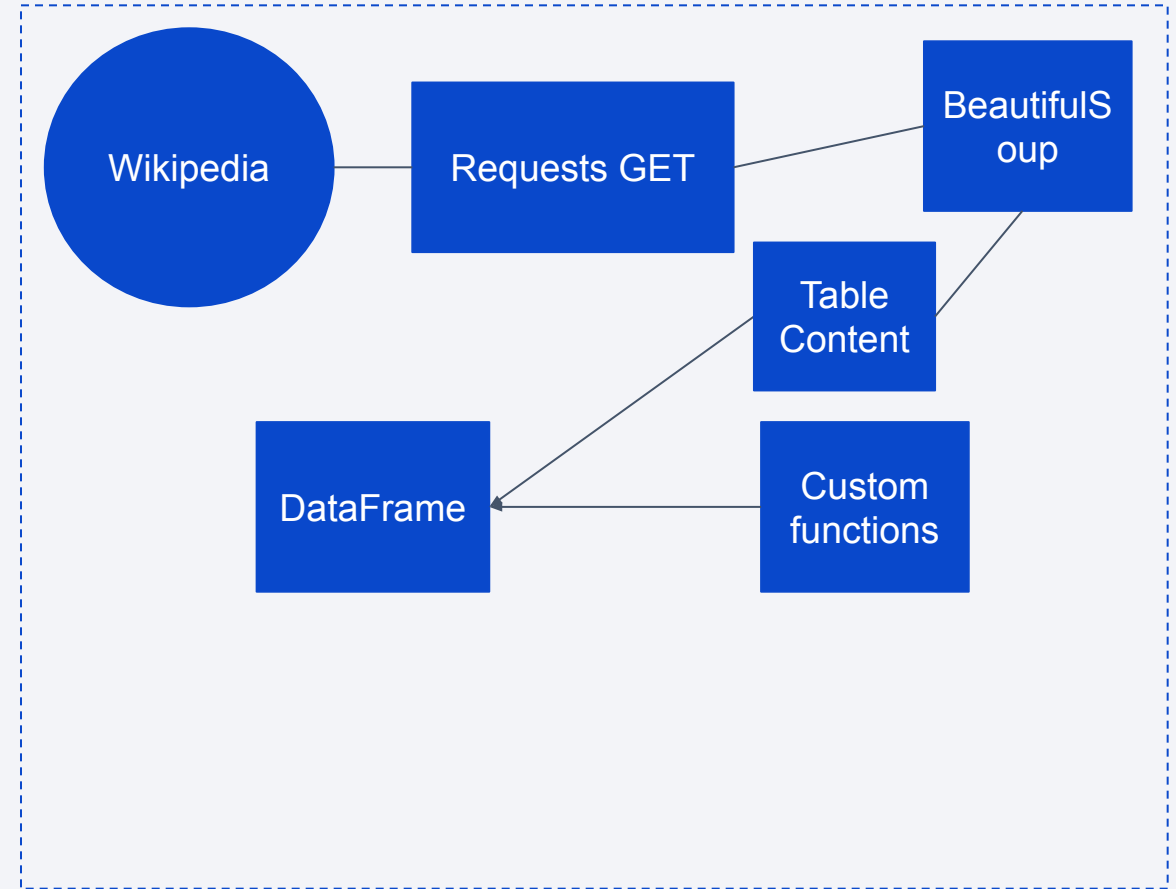 Wikipedia
Requests GET
BeautifulS
oup
Table
Content
DataFrame
Custom
functions